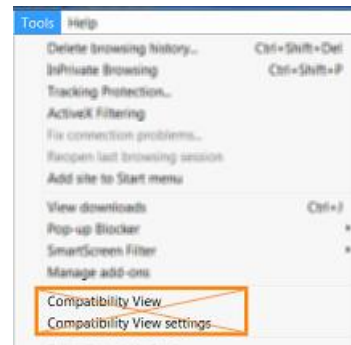 Tools Help
Delete browsing history... Ctrl+Shift+Del
InPrivate Browsing Ctrl+Shift+P
Tracking Protection...
ActiveX Filtering
Fix connection problems...
Reopen last browsing session
Add site to Start menu
View downloads Ctrl+J
Pop-up Blocker
SmartScreen Filter
Manage add-ons
Compatibility View
Compatibility View settings